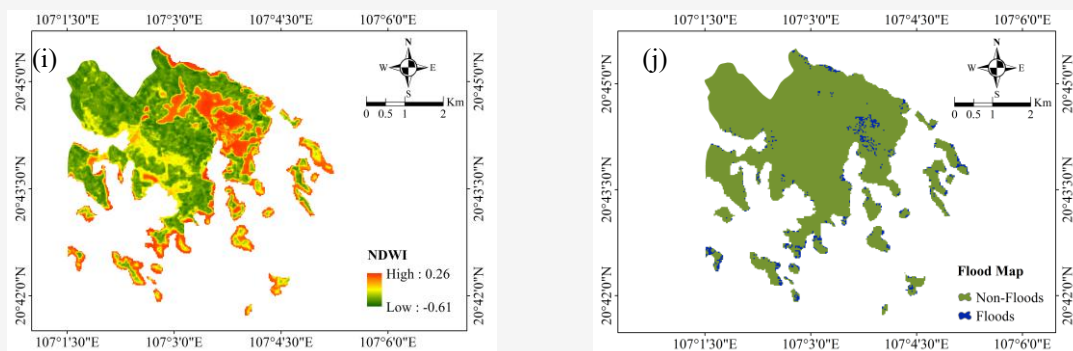 107°1'30"E 107°3'0"E 107°4'30"E 107°6'0"E
(i)
N
W E
S
0 0.5 1 2
Km
20°45'0"N
20°43'30"N
20°42'0"N
20°45'0"N
20°43'30"N
20°42'0"N
NDWI
High : 0.26
Low : -0.61
107°1'30"E 107°3'0"E 107°4'30"E 107°6'0"E
107°1'30"E 107°3'0"E 107°4'30"E 107°6'0"E
(j)
N
W E
S
0 0.5 1 2
Km
20°45'0"N
20°43'30"N
20°42'0"N
20°45'0"N
20°43'30"N
20°42'0"N
Flood Map
Non-Floods
Floods
107°1'30"E 107°3'0"E 107°4'30"E 107°6'0"E